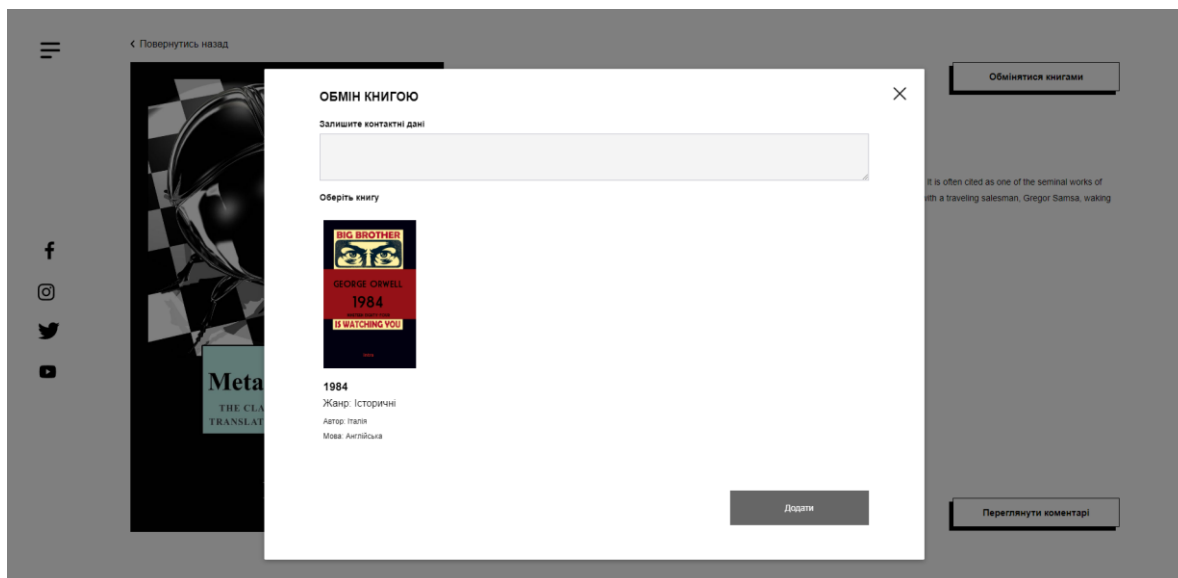 Повернутись назад
Обмінятися книгами
ОБМІН КНИГОЮ
Залишите контактні дані
It is often cited as one of the seminal works of
with a traveling salesman, Gregor Samsa, waking
Оберіть книгу
BIG BROTHER
GEORGE ORWELL
1984
IS WATCHING YOU
Meta
THE CLA
TRANSLAT
1984
Жанр: Історичні
Автор: Італія
Мова: Англійська
Додати
Переглянути коментарі